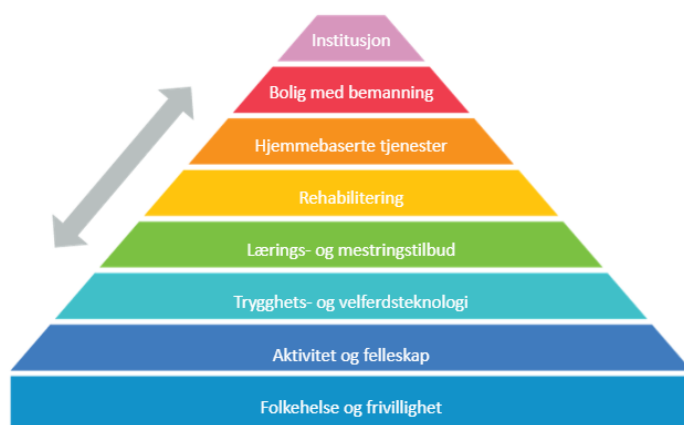 Institusjon
Bolig med bemanning
Hjemmebaserte tjenester
Rehabilitering
Lærings- og mestringstilbud
Trygghets- og velferdsteknologi
Aktivitet og felleskap
Folkehelse og frivillighet